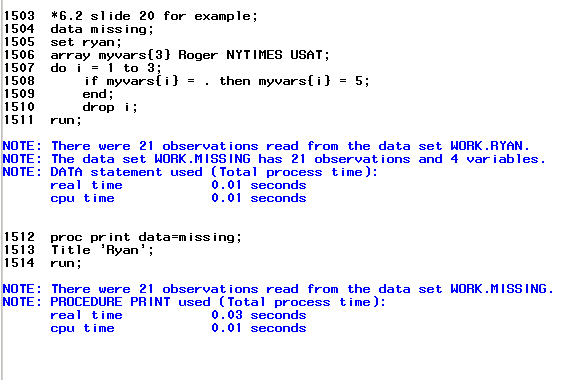 1503  *6.2 slide 20 for example;
1504  data missing;
1505  set ryan;
1506  array myvars{3} Roger NYTIMES USAT;
1507  do i = 1 to 3;
1508      if myvars{i} = . then myvars{i} = 5;
1509      end;
1510      drop i;
1511  run;
NOTE: There were 21 observations read from the data set WORK.RYAN.
NOTE: The data set WORK.MISSING has 21 observations and 4 variables.
NOTE: DATA statement used (Total process time):
      real time           0.01 seconds
      cpu time            0.01 seconds
1512  proc print data=missing;
1513  Title 'Ryan';
1514  run;
NOTE: There were 21 observations read from the data set WORK.MISSING.
NOTE: PROCEDURE PRINT used (Total process time):
      real time           0.03 seconds
      cpu time            0.01 seconds